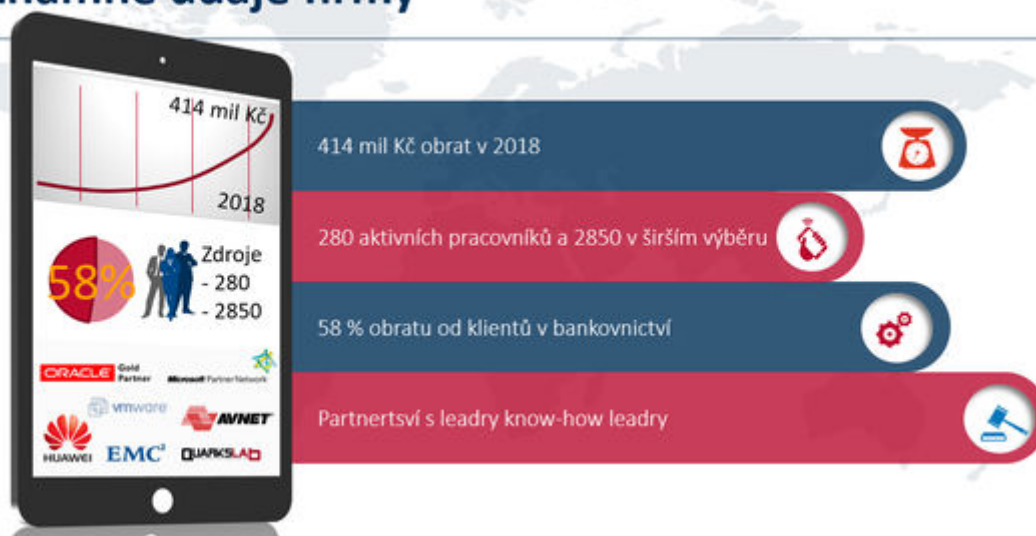 údaje firmy
414 mil Kč
2018
58%
Zdroje
- 280
- 2850
ORACLE Gold Partner
Microsoft Partner Network
vmware
AVNET
HUAWEI
EMC²
QUARKSLAB
414 mil Kč obrat v 2018
280 aktivních pracovníků a 2850 v širším výběru
58 % obratu od klientů v bankovnictví
Partnertsví s leadry know-how leadry